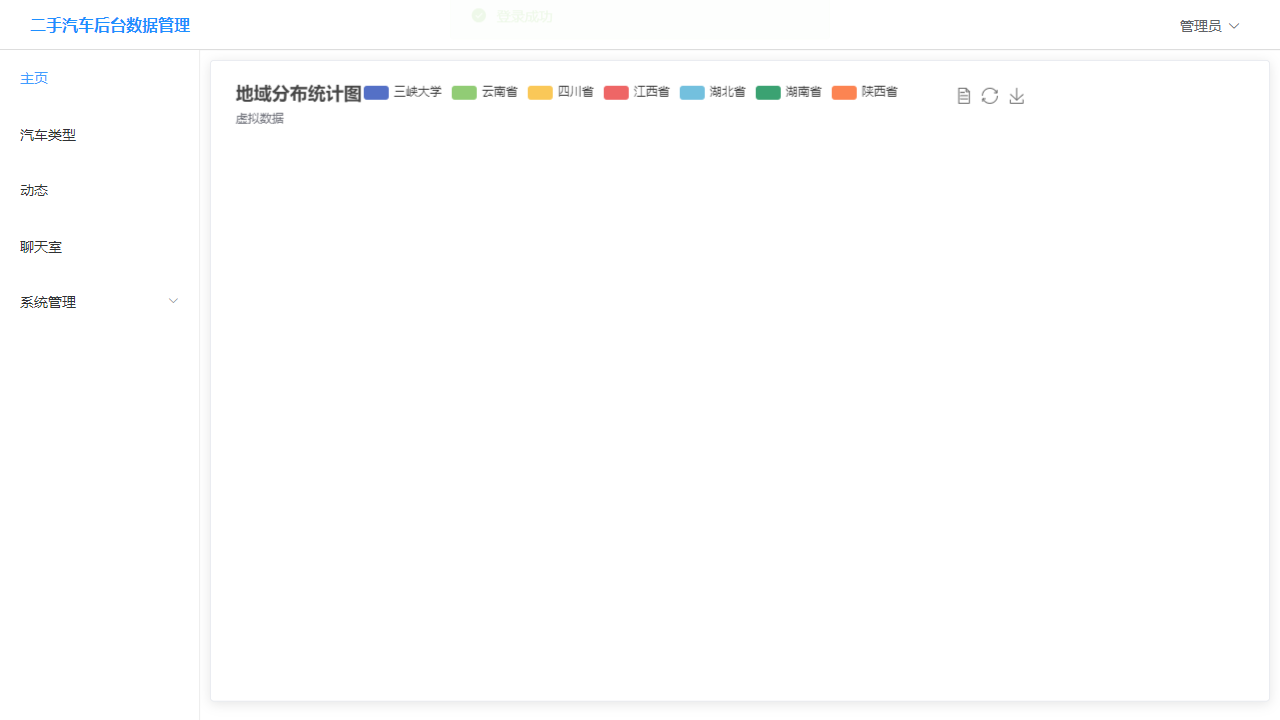 二手汽车后台数据管理
登录成功
管理员
主页
汽车类型
动态
聊天室
系统管理
地域分布统计图
三峡大学 云南省 四川省 江西省 湖北省 湖南省 陕西省
虚拟数据